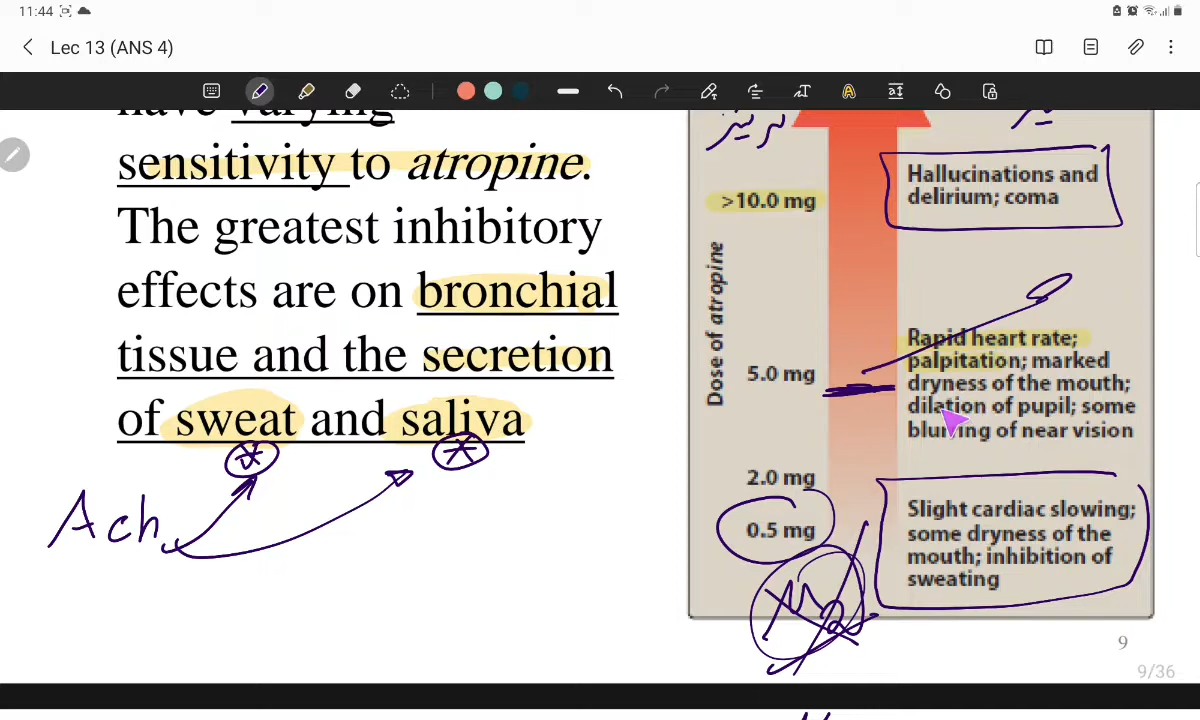 11:44
Lec 13 (ANS 4)
have varying
sensitivity to atropine.
The greatest inhibitory
effects are on bronchial
tissue and the secretion
of sweat and saliva
Ach
Dose of atropine
>10.0 mg
Hallucinations and
delirium; coma
5.0 mg
Rapid heart rate;
palpitation; marked
dryness of the mouth;
dilation of pupil; some
blurring of near vision
2.0 mg
0.5 mg
Slight cardiac slowing;
some dryness of the
mouth; inhibition of
sweating
M2
9
9/36